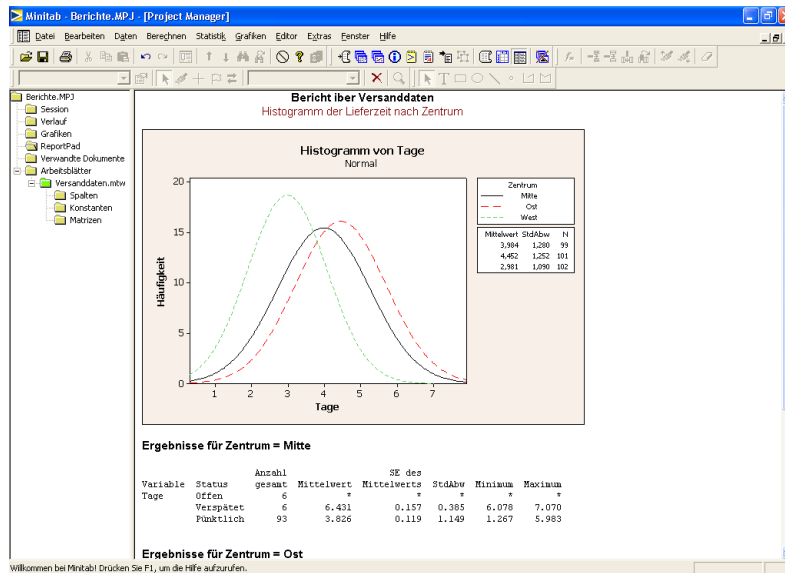 Minitab - Berichte.MPJ - [Project Manager]
Datei Bearbeiten Daten Berechnen Statistik Grafiken Editor Extras Fenster Hilfe
Berichte.MPJ
Session
Verlauf
Grafiken
ReportPad
Verwandte Dokumente
Arbeitsblätter
Versanddaten.mtw
Spalten
Konstanten
Matrizen
Bericht iber Versanddaten
Histogramm der Lieferzeit nach Zentrum
Histogramm von Tage
Normal
Häufigkeit
20
15
10
5
0
1 2 3 4 5 6 7
Tage
Zentrum
Mitte
Ost
West
Mittelwert StdAbw N
3,984 1,280 99
4,452 1,252 101
2,981 1,090 102
Ergebnisse für Zentrum = Mitte
Anzahl SE des
Variable Status gesamt Mittelwert Mittelwerts StdAbw Minimum Maximum
Tage Offen 6 * * * * *
Verspätet 6 6.431 0.157 0.385 6.078 7.070
Pünktlich 93 3.826 0.119 1.149 1.267 5.983
Ergebnisse für Zentrum = Ost
Willkommen bei Minitab! Drücken Sie F1, um die Hilfe aufzurufen.